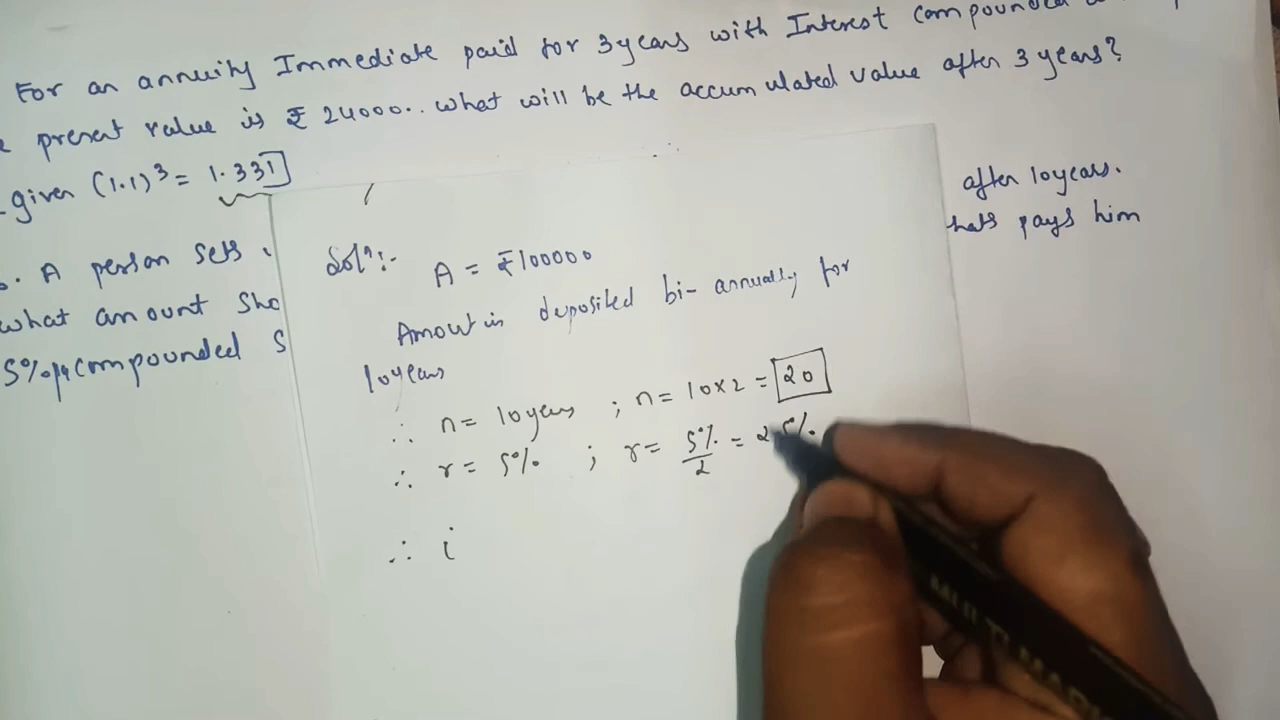 For an annuity Immediate paid for 3 years with Interest compounded
present value is ₹ 24000.. what will be the accumulated value after 3 years?
given (1.1)³ = 1.331
after 10 years.
pays him
A person sets
what amount Sho
5% compounded S
Solⁿ:-
A = ₹100000
Amount is deposited bi-annually for
10 years
∴ n = 10 years ; n = 10 × 2 = 20
∴ r = 5% ; r = 5%/2 = 2.5%
∴ i